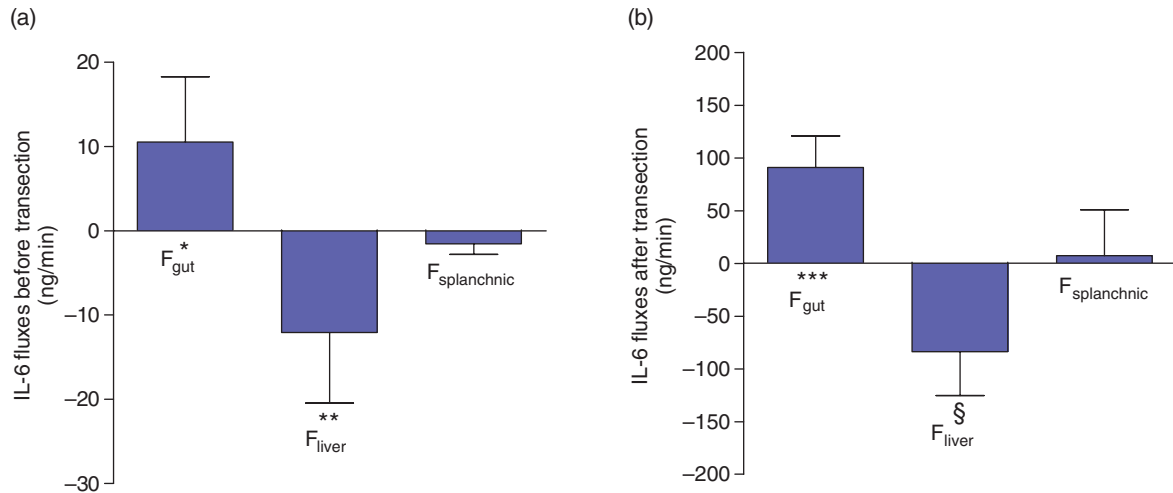 (a)
IL-6 fluxes before transection
(ng/min)
20
10
0
–10
–20
–30
F_gut *
**
F_liver
F_splanchnic
(b)
IL-6 fluxes after transection
(ng/min)
200
150
100
50
0
–50
–100
–150
–200
***
F_gut
§
F_liver
F_splanchnic